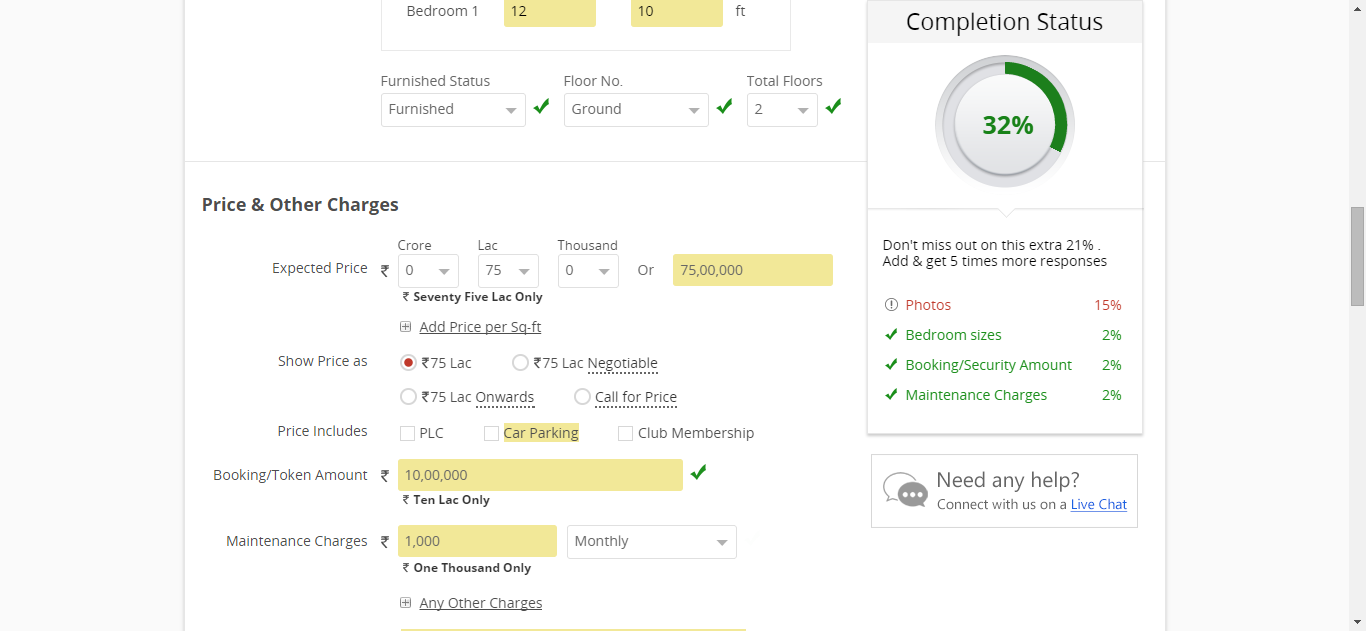 Bedroom 1 12 10 ft
Furnished Status Floor No. Total Floors
Furnished Ground 2
Price & Other Charges
Crore Lac Thousand
Expected Price ₹ 0 75 0 Or 75,00,000
₹ Seventy Five Lac Only
Add Price per Sq-ft
Show Price as ₹75 Lac ₹75 Lac Negotiable
₹75 Lac Onwards Call for Price
Price Includes PLC Car Parking Club Membership
Booking/Token Amount ₹ 10,00,000
₹ Ten Lac Only
Maintenance Charges ₹ 1,000 Monthly
₹ One Thousand Only
Any Other Charges
Completion Status
32%
Don't miss out on this extra 21% .
Add & get 5 times more responses
Photos 15%
Bedroom sizes 2%
Booking/Security Amount 2%
Maintenance Charges 2%
Need any help?
Connect with us on a Live Chat